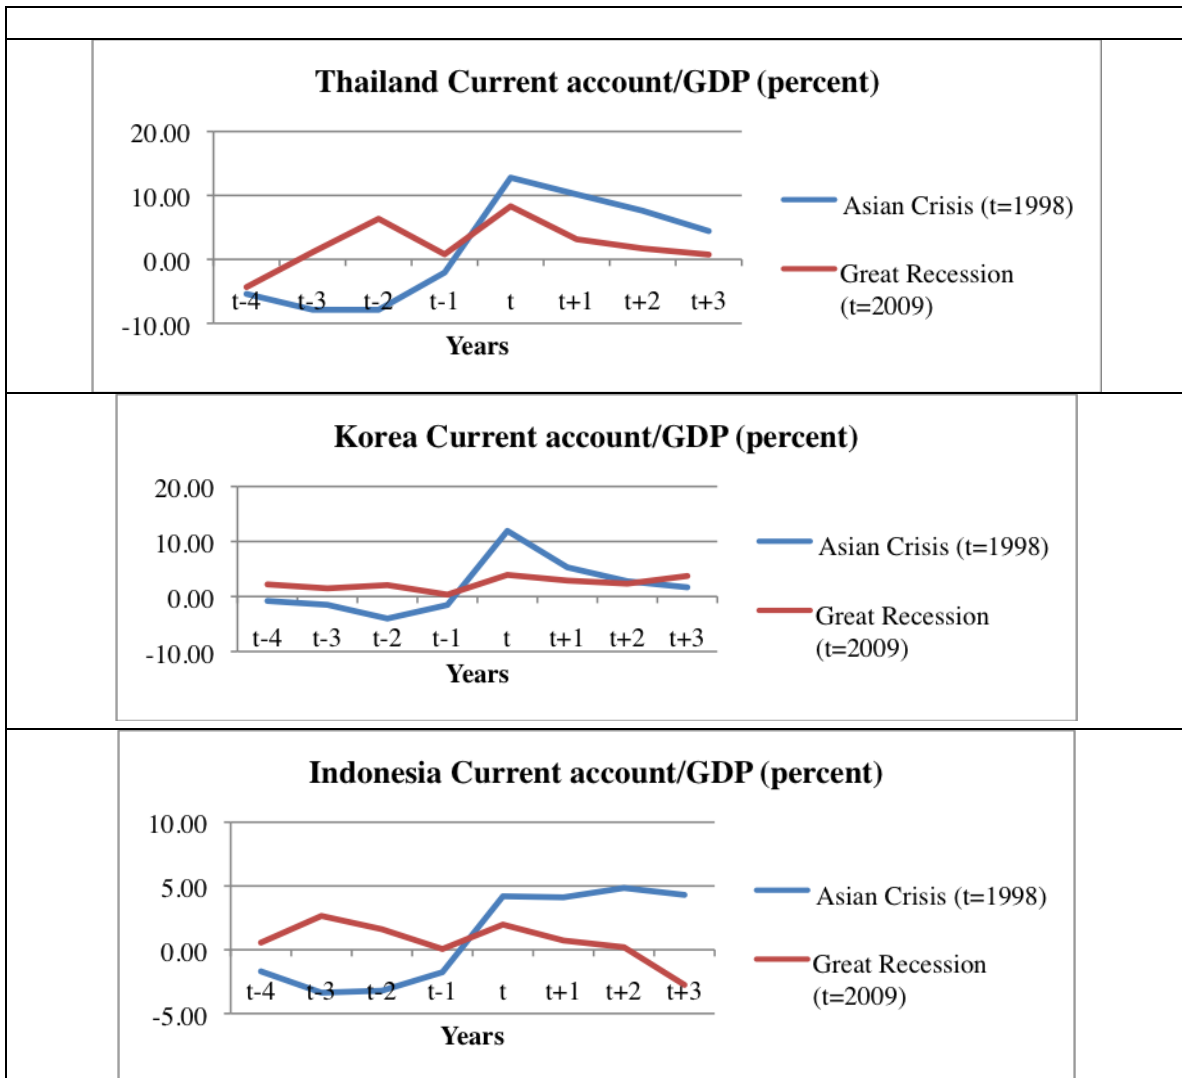 Thailand Current account/GDP (percent)
20.00
10.00
0.00
-10.00
t-4 t-3 t-2 t-1 t t+1 t+2 t+3
Years
Asian Crisis (t=1998)
Great Recession
(t=2009)
Korea Current account/GDP (percent)
20.00
10.00
0.00
-10.00
t-4 t-3 t-2 t-1 t t+1 t+2 t+3
Years
Asian Crisis (t=1998)
Great Recession
(t=2009)
Indonesia Current account/GDP (percent)
10.00
5.00
0.00
-5.00
t-4 t-3 t-2 t-1 t t+1 t+2 t+3
Years
Asian Crisis (t=1998)
Great Recession
(t=2009)